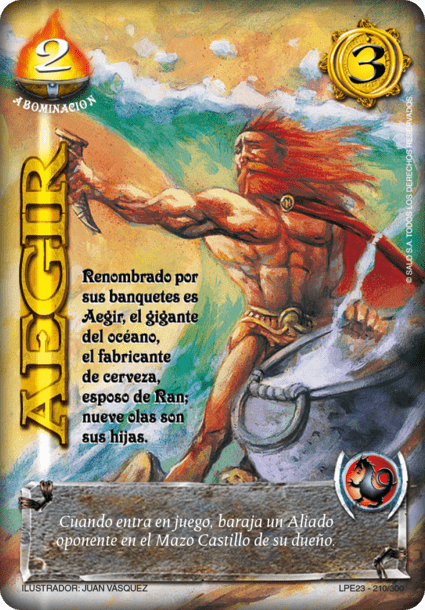 2
3
ABOMINACION
AEGIR
© SALO S.A. TODOS LOS DERECHOS RESERVADOS.
Renombrado por
sus banquetes es
Aegir, el gigante
del océano,
el fabricante
de cerveza,
esposo de Ran;
nueve olas son
sus hijas.
Cuando entra en juego, baraja un Aliado
oponente en el Mazo Castillo de su dueño.
ILUSTRADOR: JUAN VASQUEZ
LPE23 - 210/300